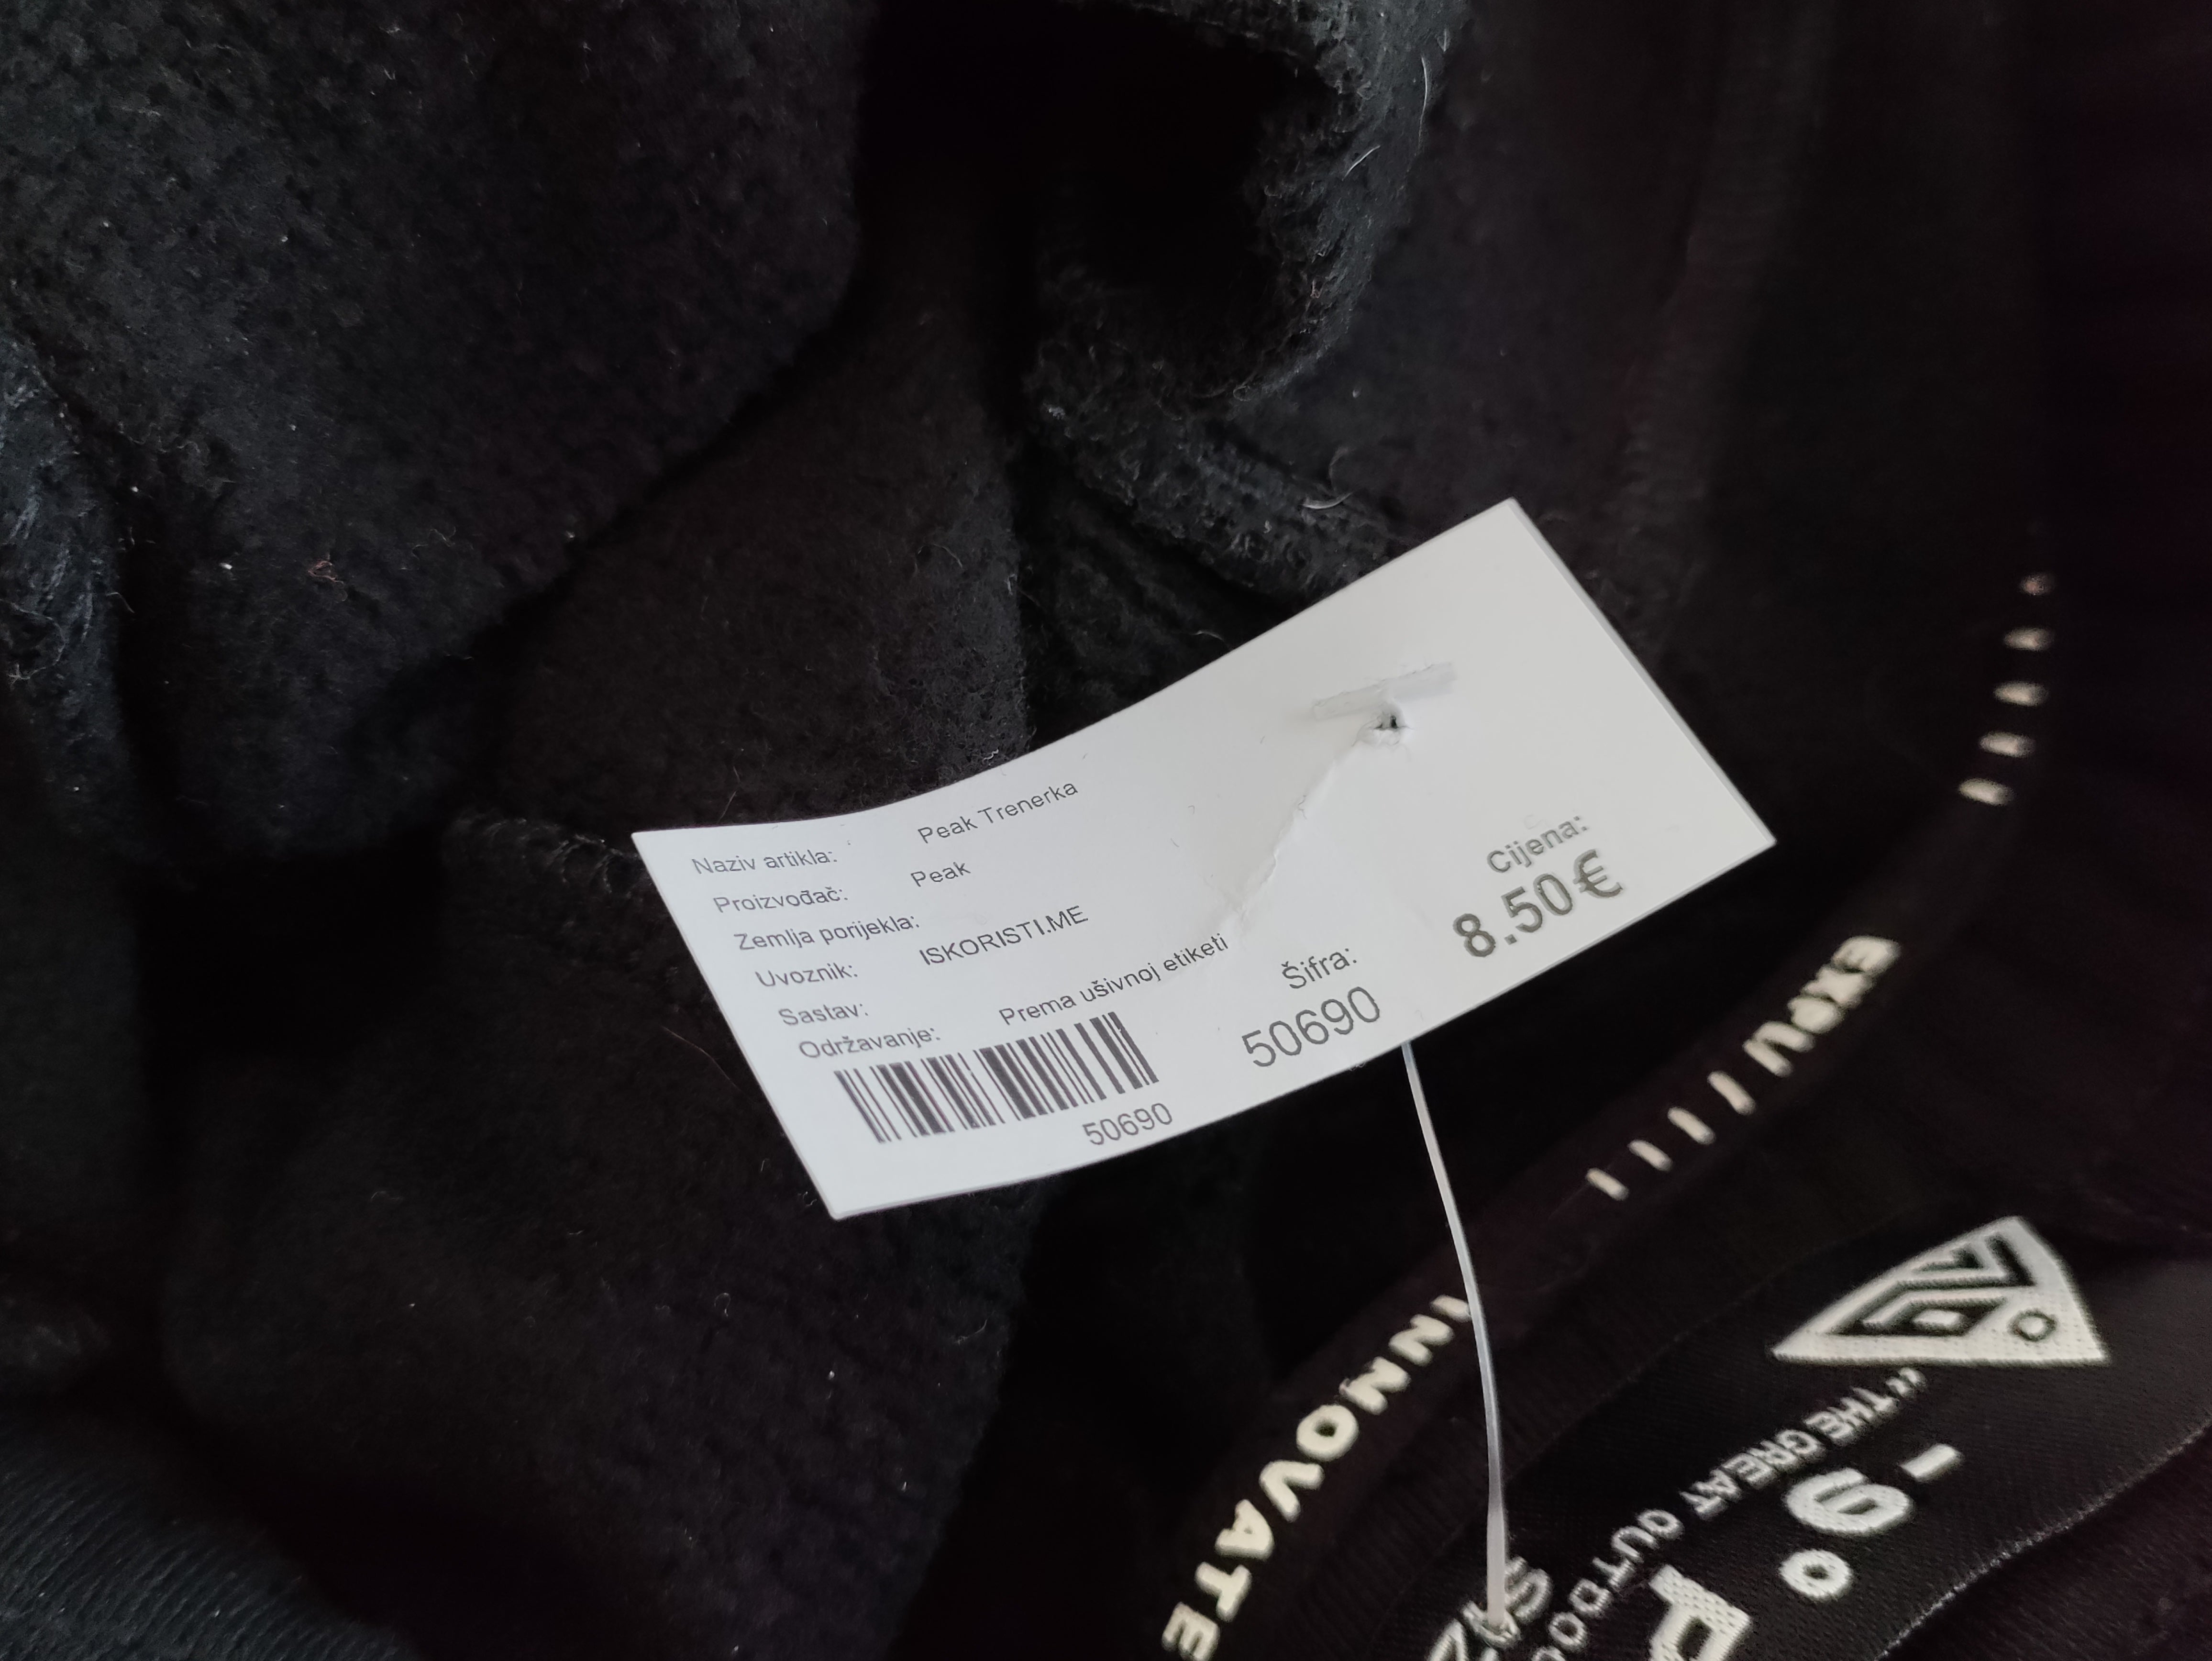 Naziv artikla: Peak Trenerka
Proizvođač: Peak
Zemlja porijekla:
Uvoznik: ISKORISTI.ME
Sastav:
Održavanje: Prema ušivnoj etiketi
50690
Šifra:
50690
Cijena:
8.50€
INNOVATE
-9°
"THE GREAT